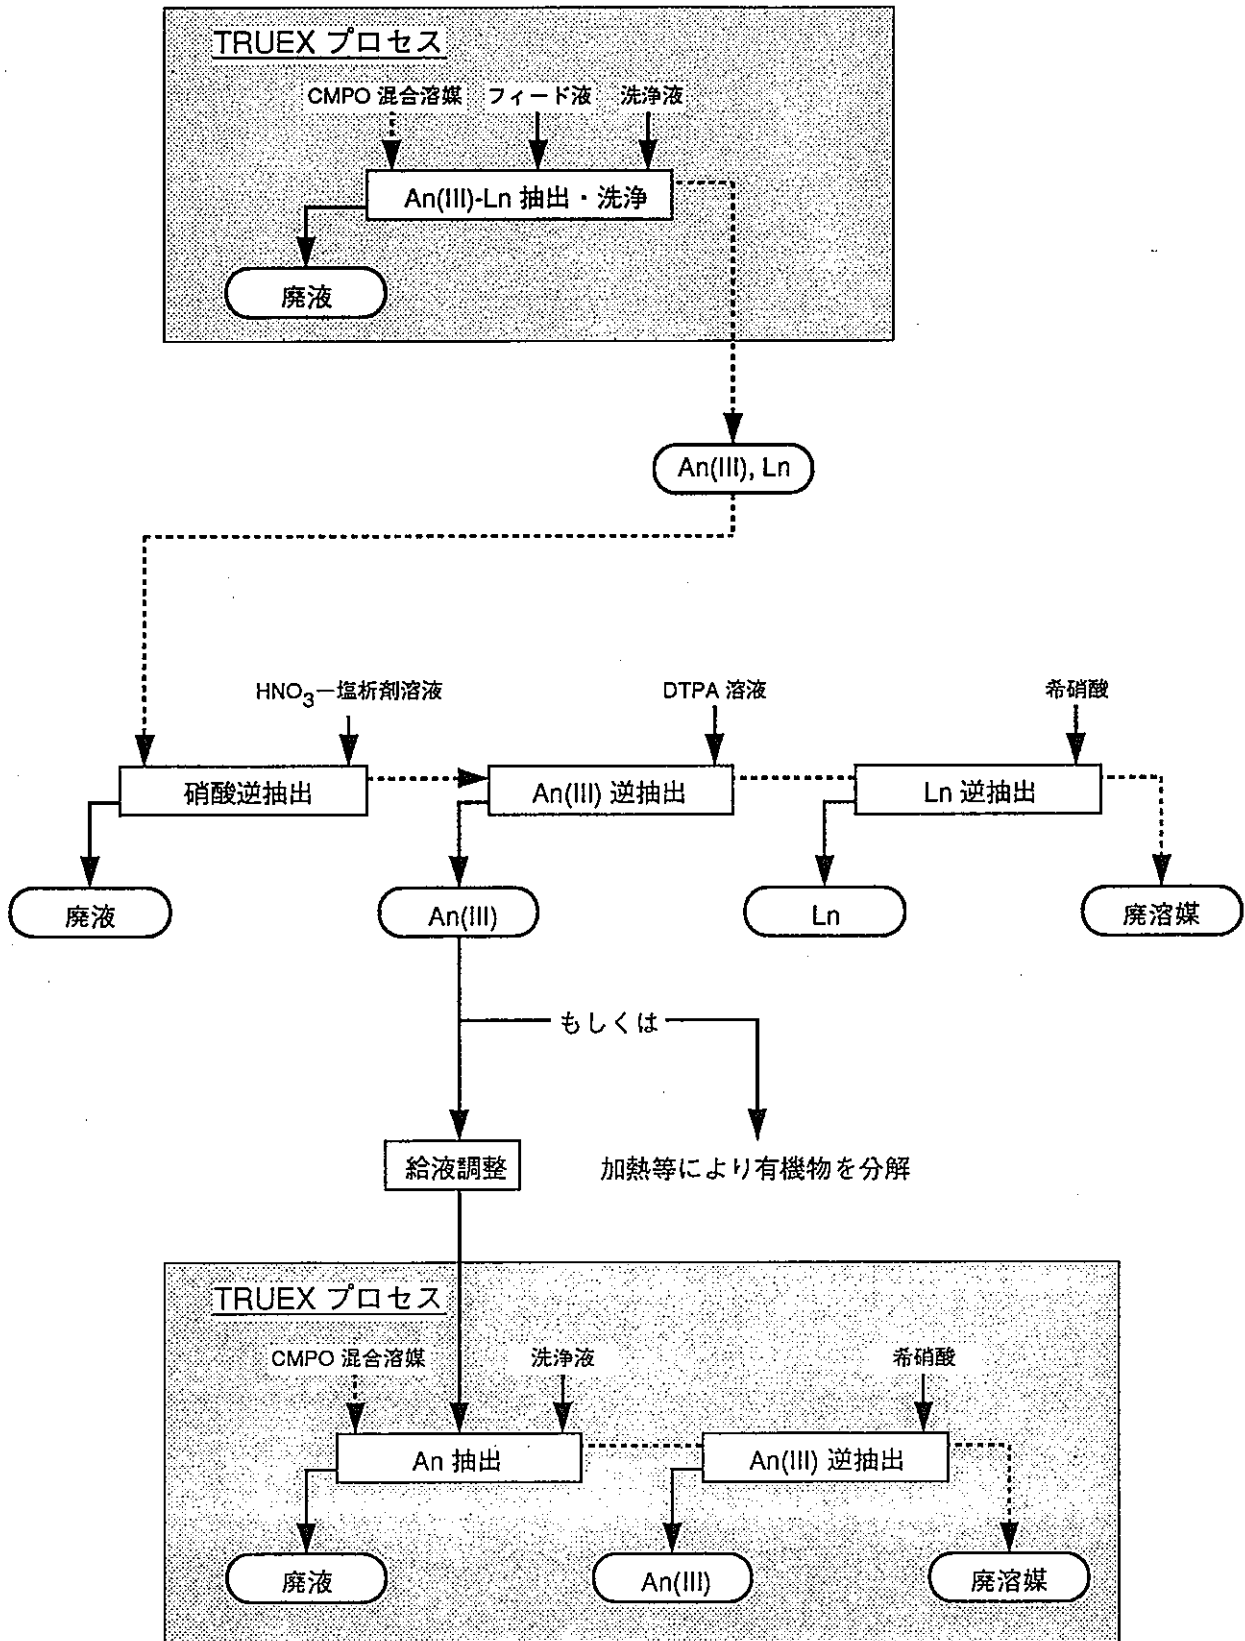 TRUEX プロセス
CMPO 混合溶媒
フィード液
洗浄液
An(III)-Ln 抽出・洗浄
廃液
An(III), Ln
HNO3ー塩析剤溶液
DTPA 溶液
希硝酸
硝酸逆抽出
An(III) 逆抽出
Ln 逆抽出
廃液
An(III)
Ln
廃溶媒
もしくは
給液調整
加熱等により有機物を分解
TRUEX プロセス
CMPO 混合溶媒
洗浄液
希硝酸
An 抽出
An(III) 逆抽出
廃液
An(III)
廃溶媒